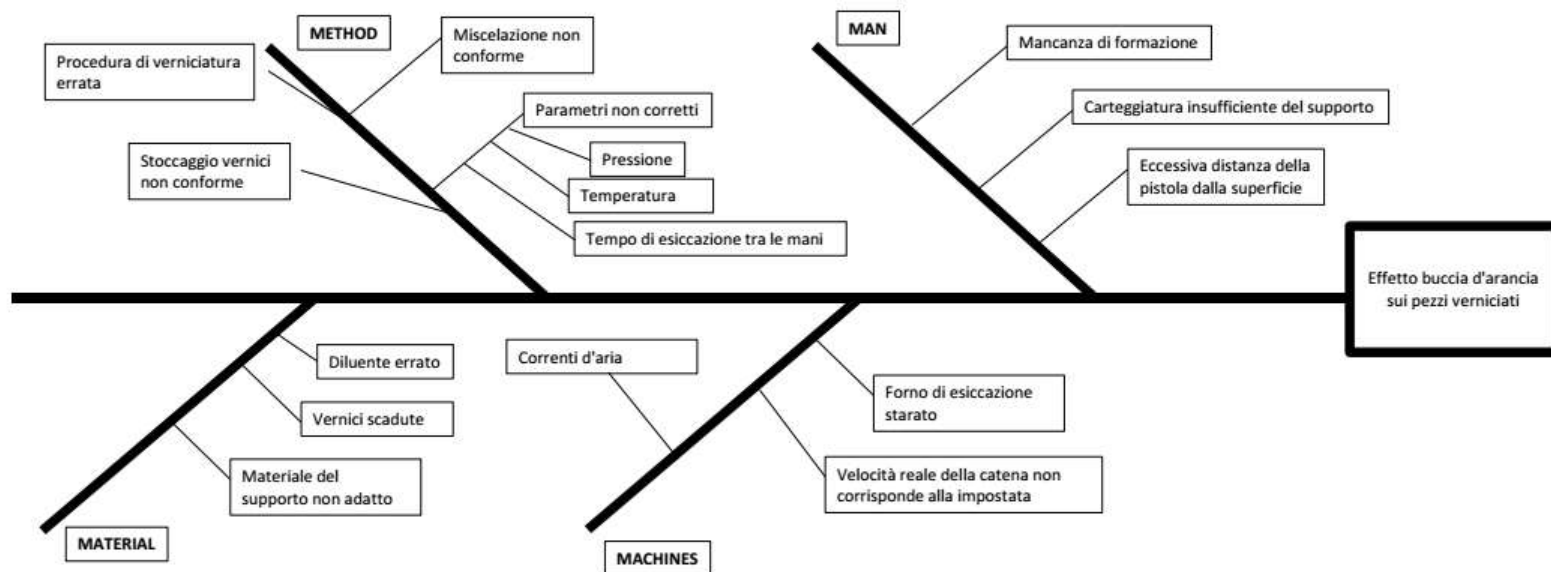 METHOD
Miscelazione non
conforme
Procedura di verniciatura
errata
Parametri non corretti
Stoccaggio vernici
non conforme
Pressione
Temperatura
Tempo di esiccazione tra le mani
MAN
Mancanza di formazione
Carteggiatura insufficiente del supporto
Eccessiva distanza della
pistola dalla superficie
Effetto buccia d'arancia
sui pezzi verniciati
Diluente errato
Vernici scadute
Materiale del
supporto non adatto
MATERIAL
Correnti d'aria
Forno di esiccazione
starato
Velocità reale della catena non
corrisponde alla impostata
MACHINES